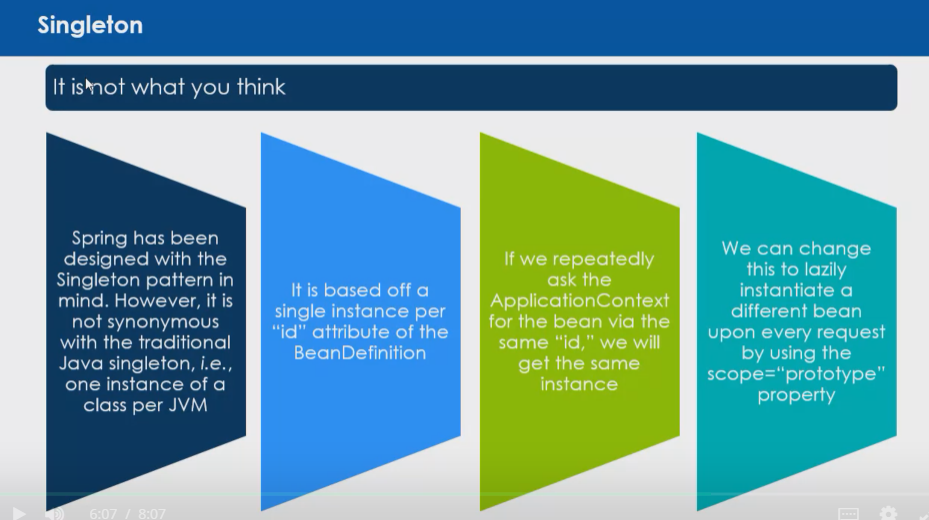 Singleton
It is not what you think
Spring has been
designed with the
Singleton pattern in
mind. However, it is
not synonymous
with the traditional
Java singleton, i.e.,
one instance of a
class per JVM
It is based off a
single instance per
“id” attribute of the
BeanDefinition
If we repeatedly
ask the
ApplicationContext
for the bean via the
same “id,” we will
get the same
instance
We can change
this to lazily
instantiate a
different bean
upon every request
by using the
scope=“prototype”
property
6:07 / 8:07